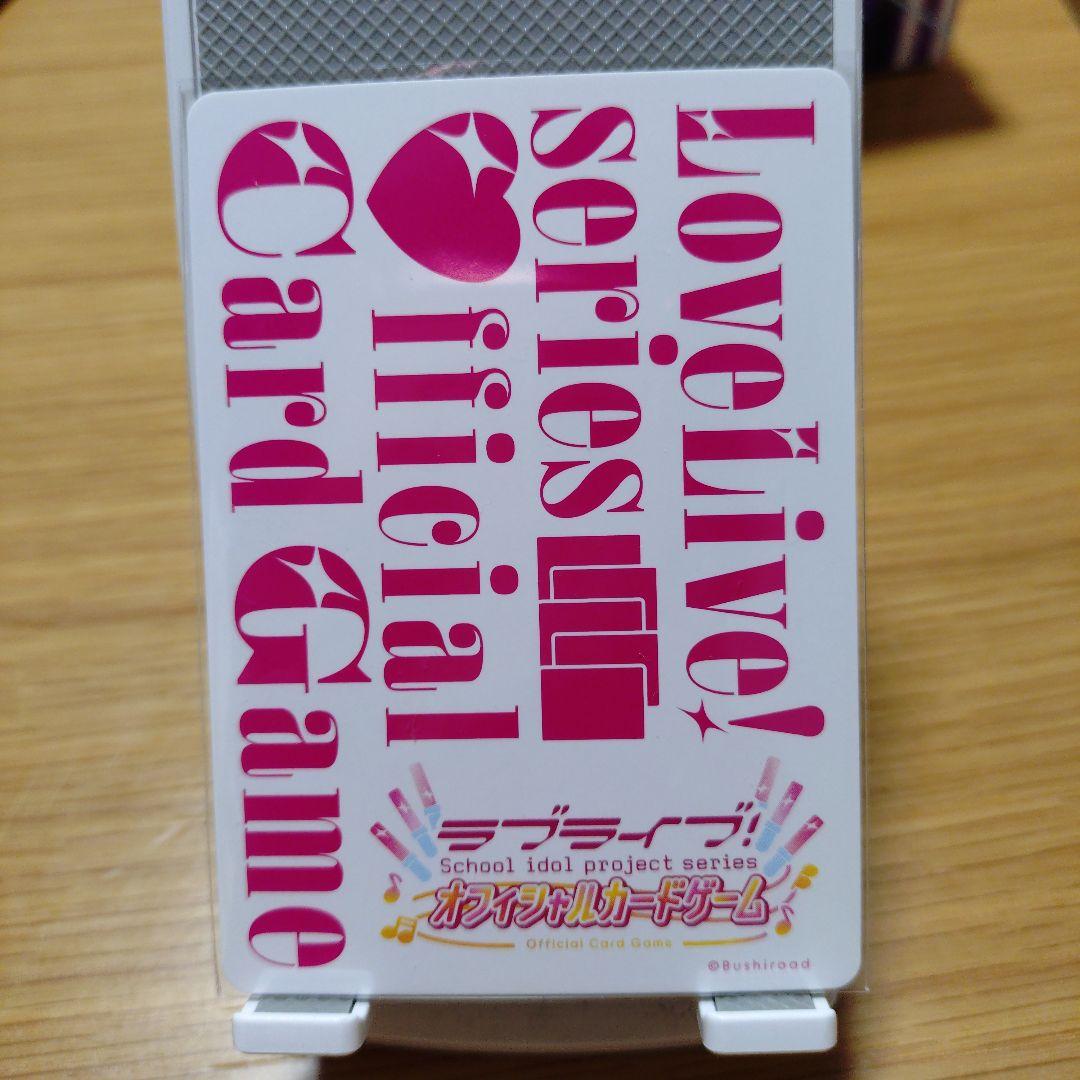 LoveLive!
series
fficial
Card Game
ラブライブ!
School idol project series
オフィシャルカードゲーム
Official Card Game
©Bushiroad